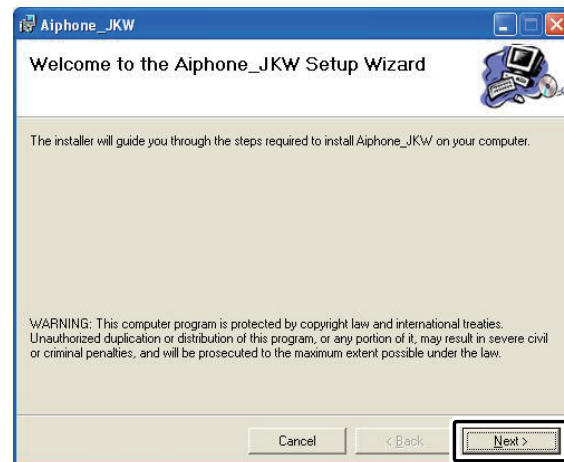 Aiphone_JKW
Welcome to the Aiphone_JKW Setup Wizard
The installer will guide you through the steps required to install Aiphone_JKW on your computer.
WARNING: This computer program is protected by copyright law and international treaties.
Unauthorized duplication or distribution of this program, or any portion of it, may result in severe civil
or criminal penalties, and will be prosecuted to the maximum extent possible under the law.
Cancel
< Back
Next >